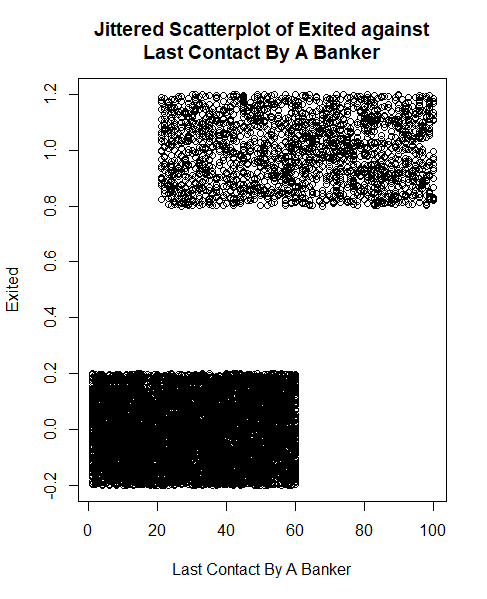 Jittered Scatterplot of Exited against
Last Contact By A Banker
1.2
1.0
0.8
0.6
0.4
0.2
0.0
-0.2
Exited
0 20 40 60 80 100
Last Contact By A Banker